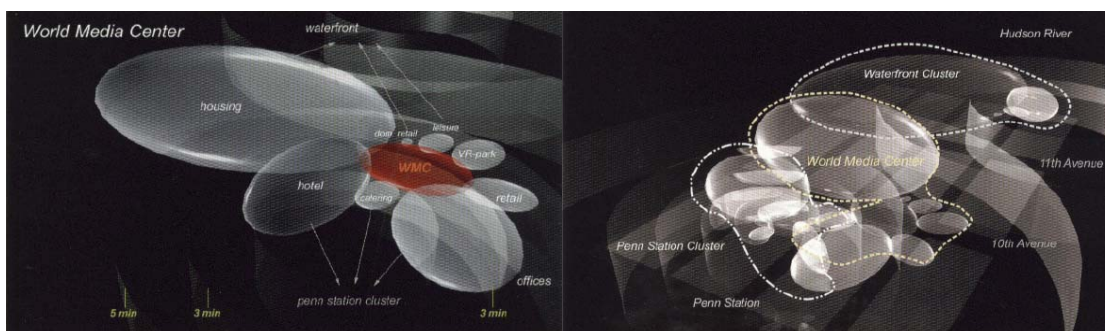 World Media Center
waterfront
housing
dom. retail
leisure
VR-park
WMC
hotel
catering
retail
offices
penn station cluster
5 min
3 min
3 min
Hudson River
Waterfront Cluster
World Media Center
11th Avenue
Penn Station Cluster
10th Avenue
Penn Station